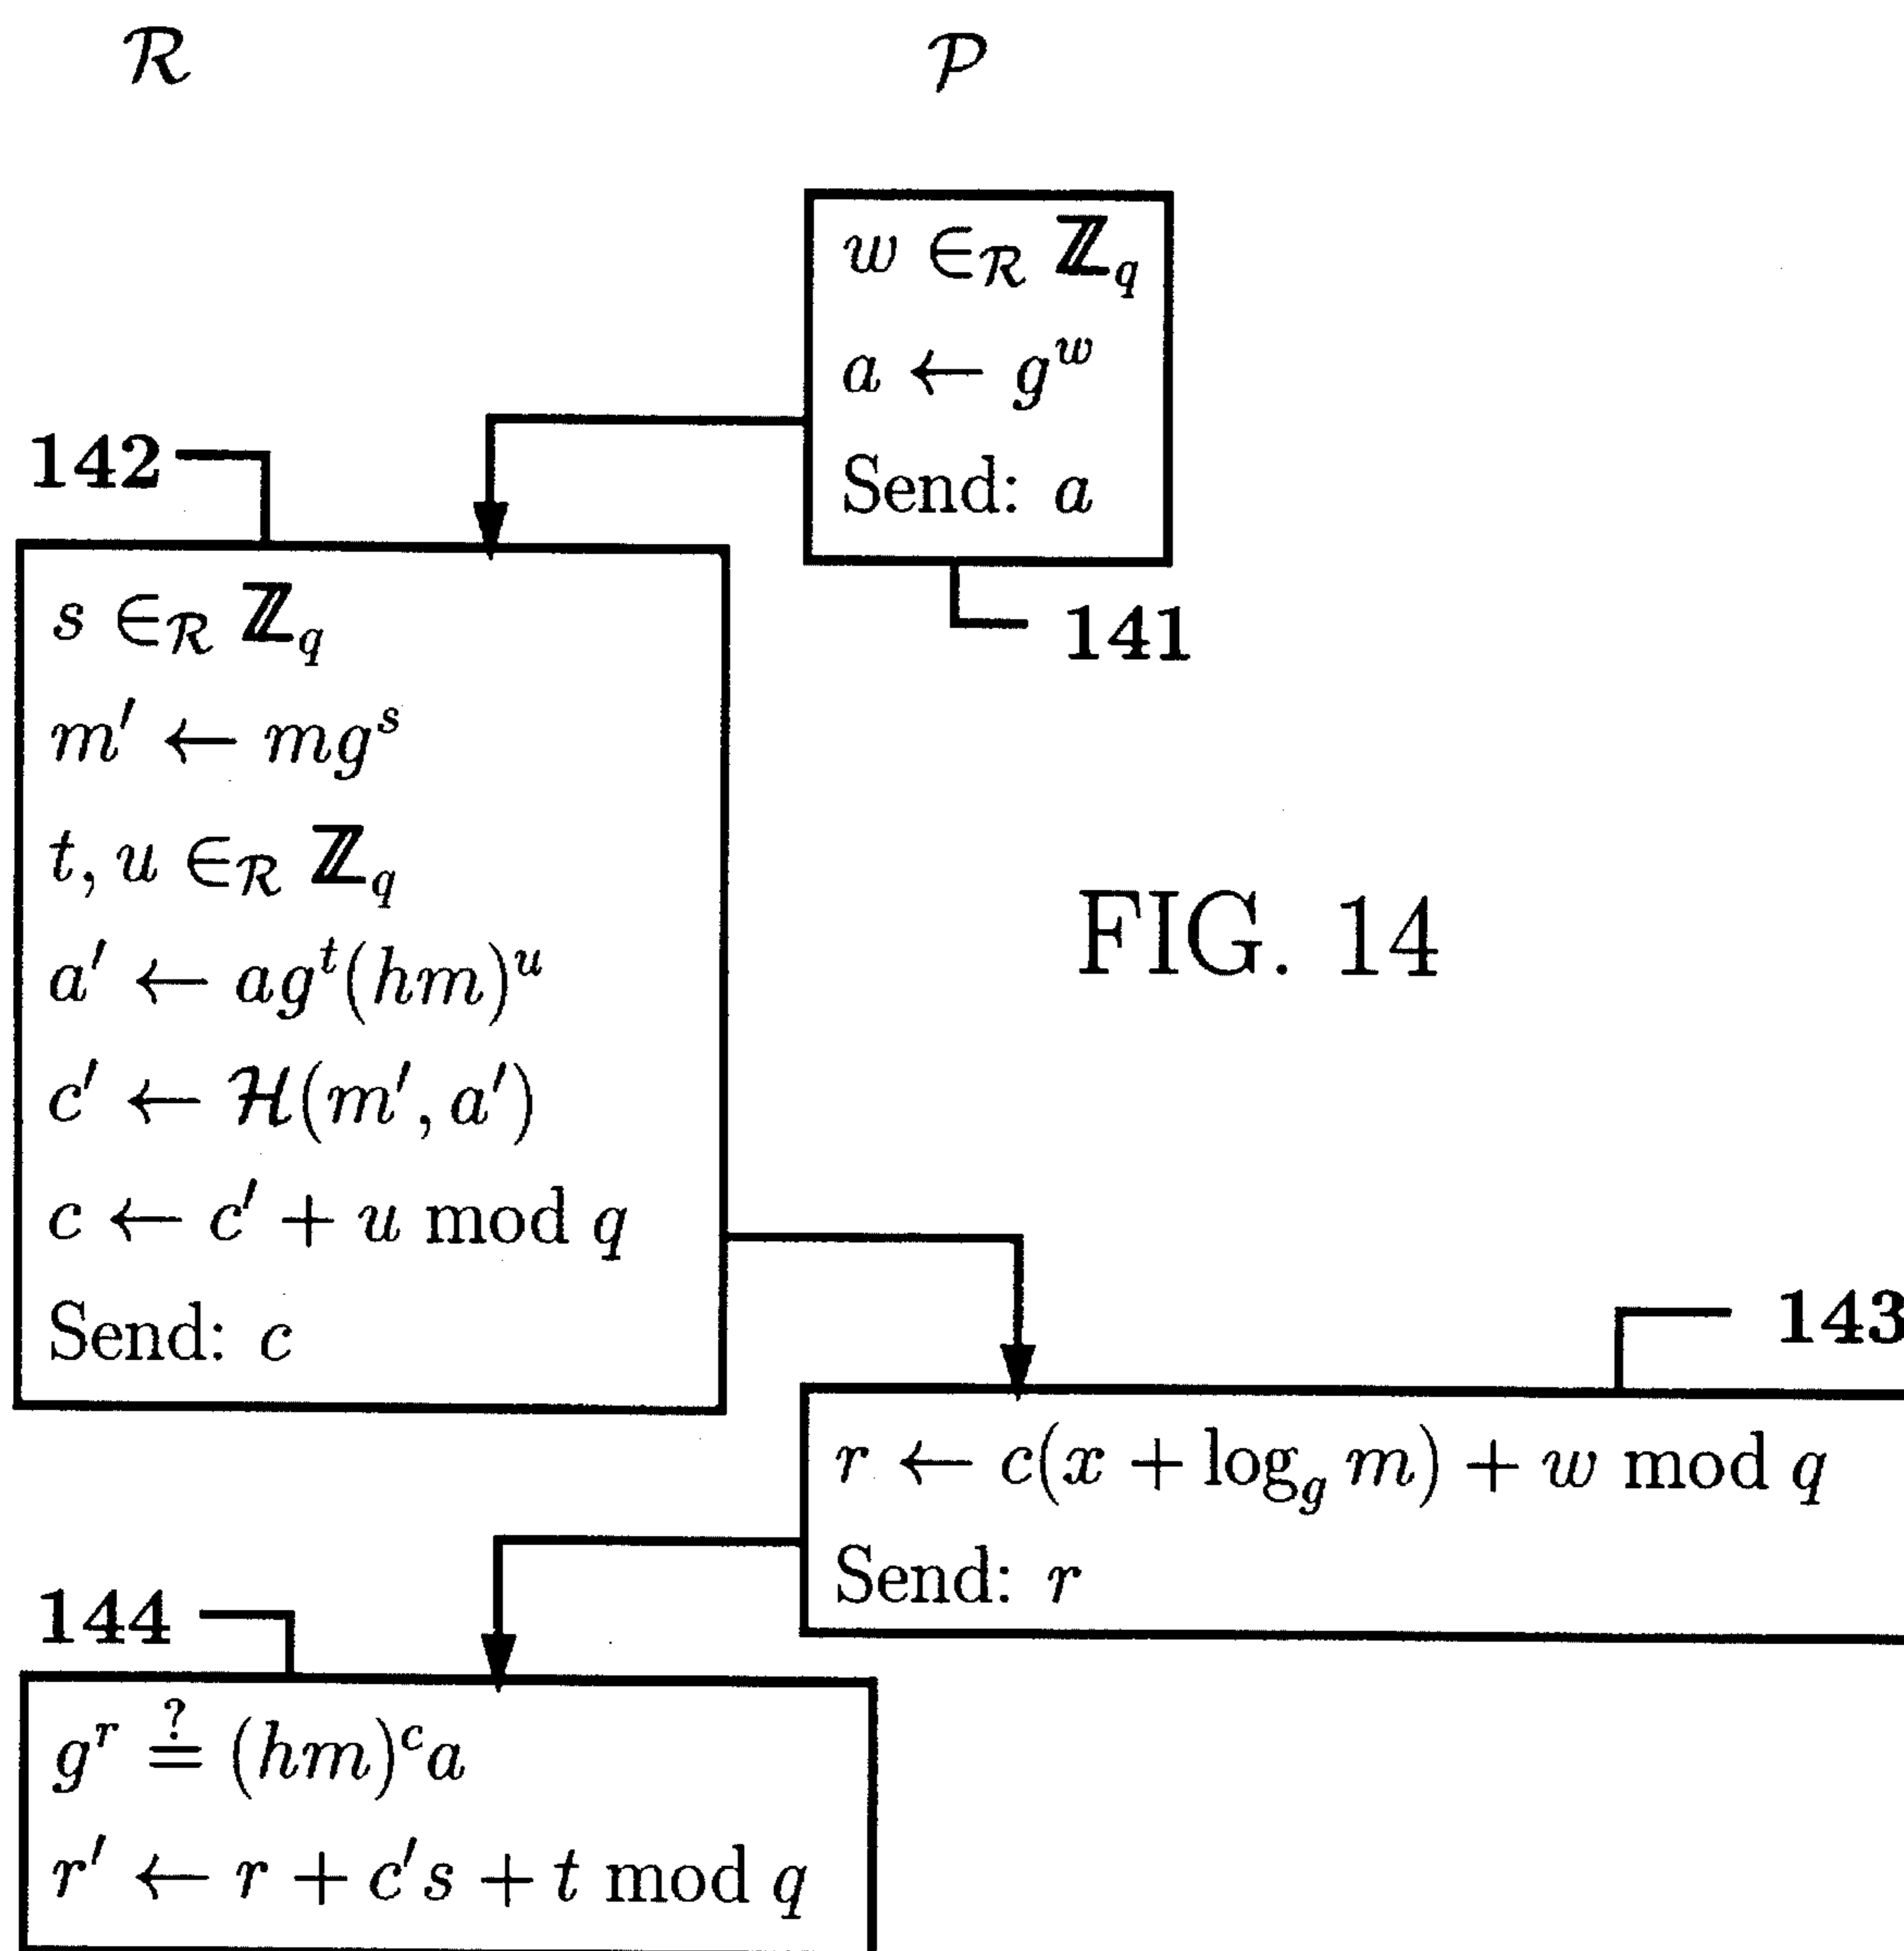 ℛ
𝒫
w ∈_ℛ ℤ_q
a ← g^w
Send: a
141
142
s ∈_ℛ ℤ_q
m′ ← mg^s
t, u ∈_ℛ ℤ_q
a′ ← ag^t(hm)^u
c′ ← ℋ(m′, a′)
c ← c′ + u mod q
Send: c
FIG. 14
143
r ← c(x + log_g m) + w mod q
Send: r
144
g^r ≟ (hm)^c a
r′ ← r + c′s + t mod q